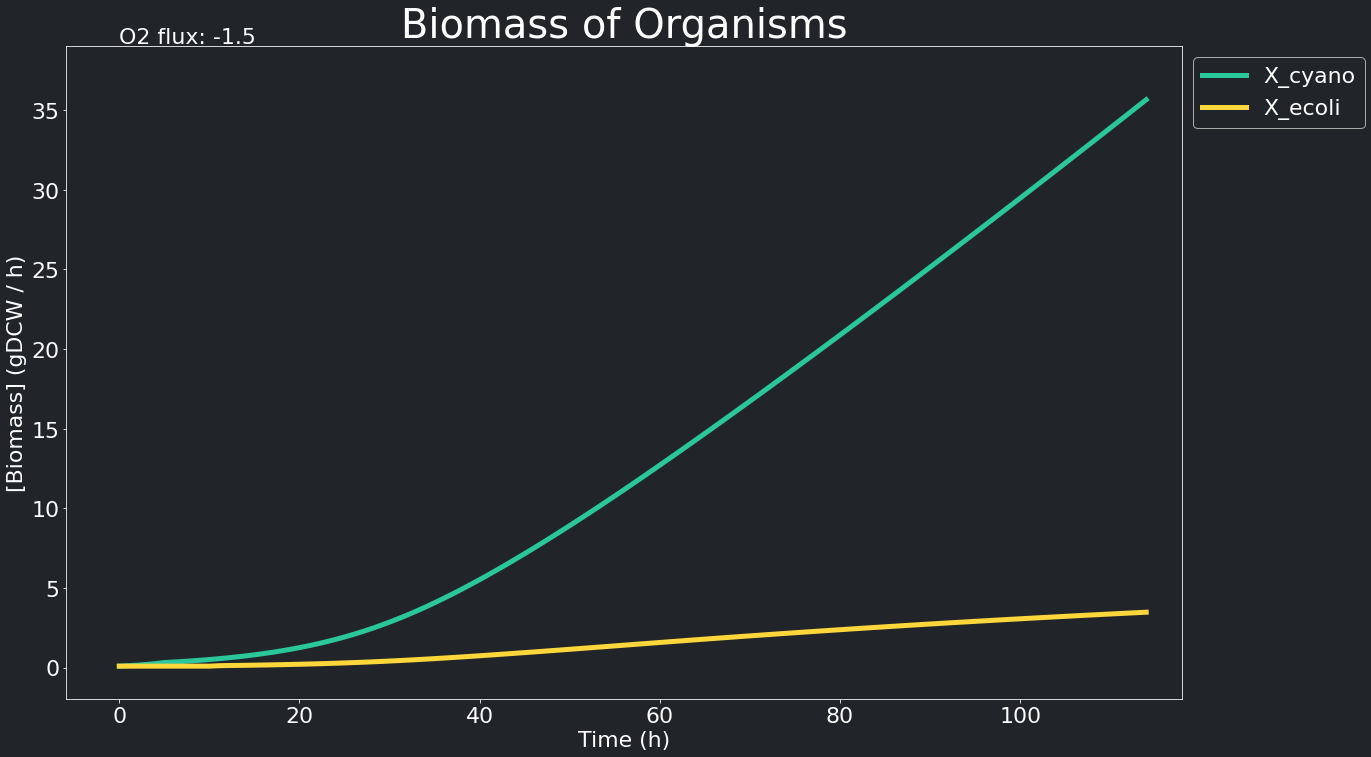 Biomass of Organisms
O2 flux: -1.5
X_cyano
X_ecoli
[Biomass] (gDCW / h)
35
30
25
20
15
10
5
0
0 20 40 60 80 100
Time (h)